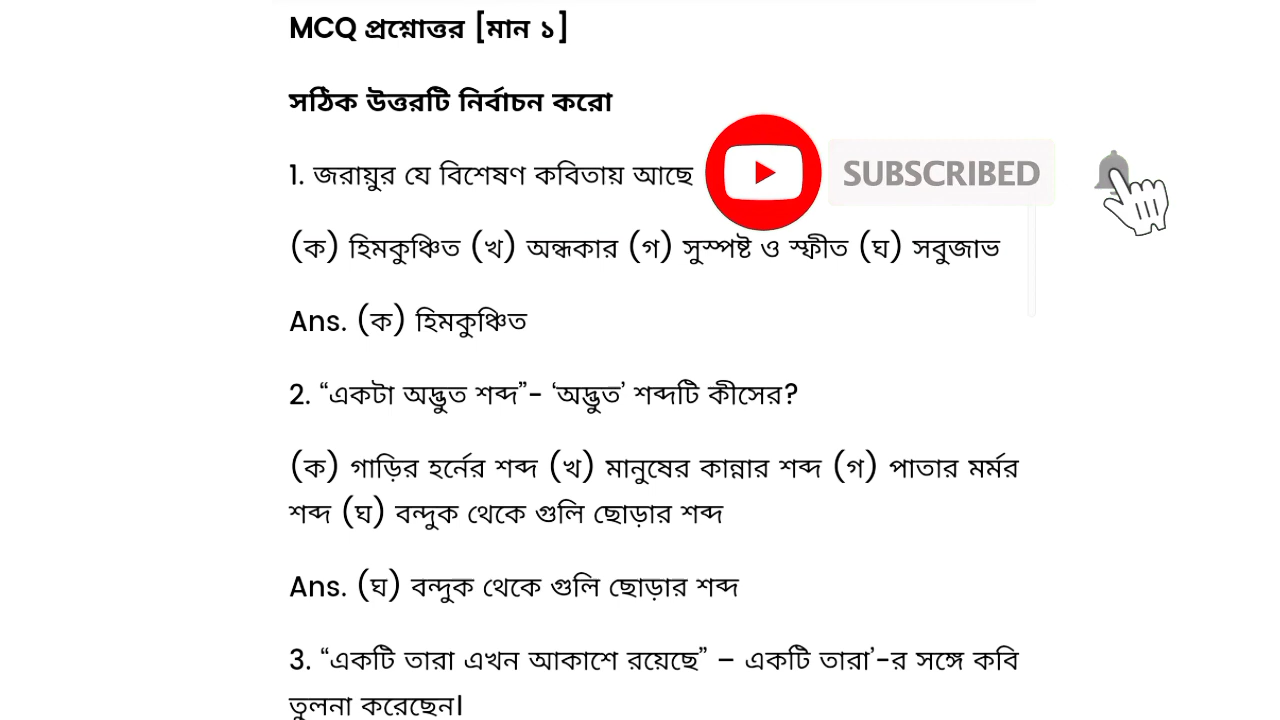 MCQ প্রশ্নোত্তর [মান ১]
সঠিক উত্তরটি নির্বাচন করো
1. জরায়ুর যে বিশেষণ কবিতায় আছে
SUBSCRIBED
(ক) হিমকুঞ্চিত (খ) অন্ধকার (গ) সুস্পষ্ট ও স্ফীত (ঘ) সবুজাভ
Ans. (ক) হিমকুঞ্চিত
2. “একটা অদ্ভুত শব্দ”– ‘অদ্ভুত’ শব্দটি কীসের?
(ক) গাড়ির হর্নের শব্দ (খ) মানুষের কান্নার শব্দ (গ) পাতার মর্মর
শব্দ (ঘ) বন্দুক থেকে গুলি ছোড়ার শব্দ
Ans. (ঘ) বন্দুক থেকে গুলি ছোড়ার শব্দ
3. “একটি তারা এখন আকাশে রয়েছে” – একটি তারা’–র সঙ্গে কবি
তুলনা করেছেন।